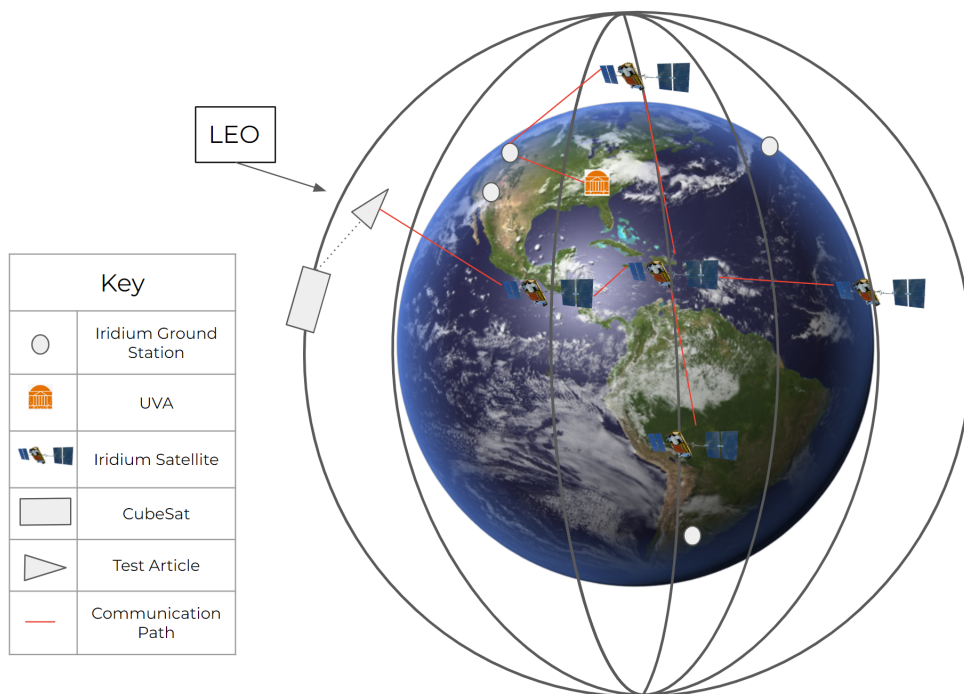 LEO
Key
Iridium Ground
Station
UVA
Iridium Satellite
CubeSat
Test Article
Communication
Path